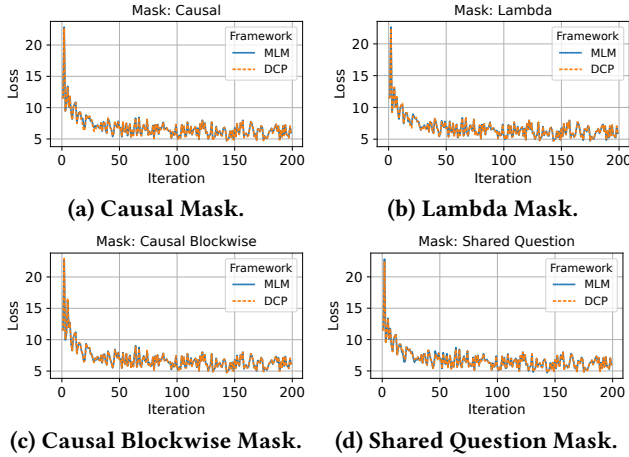 Mask: Causal
Framework
MLM
DCP
Loss
20
15
10
5
0 50 100 150 200
Iteration
(a) Causal Mask.
Mask: Lambda
Framework
MLM
DCP
Loss
20
15
10
5
0 50 100 150 200
Iteration
(b) Lambda Mask.
Mask: Causal Blockwise
Framework
MLM
DCP
Loss
20
15
10
5
0 50 100 150 200
Iteration
(c) Causal Blockwise Mask.
Mask: Shared Question
Framework
MLM
DCP
Loss
20
15
10
5
0 50 100 150 200
Iteration
(d) Shared Question Mask.